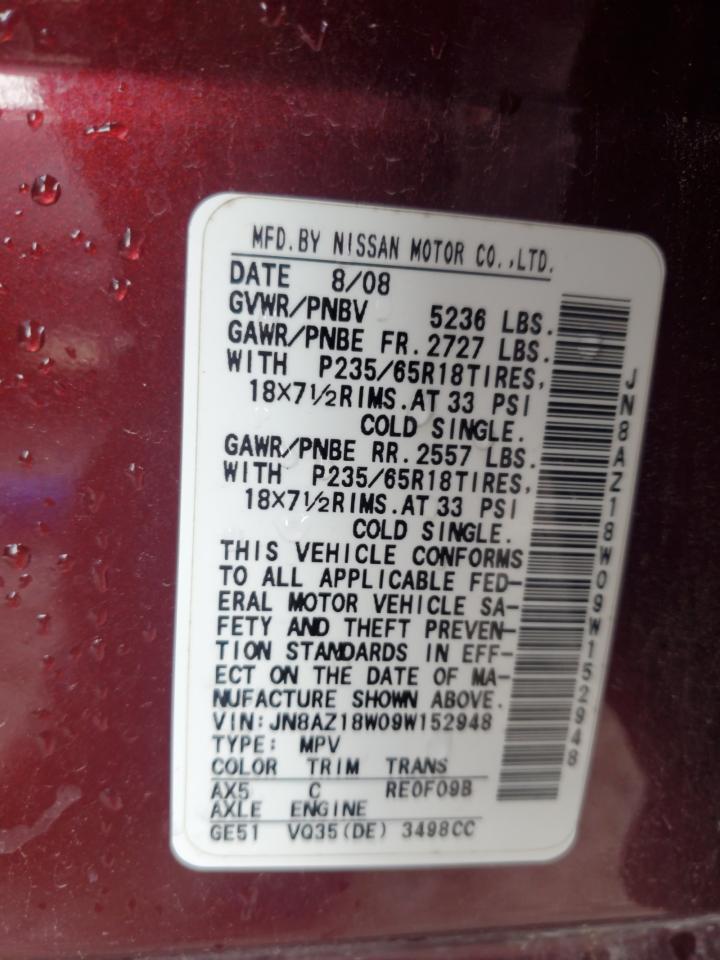 MFD.BY NISSAN MOTOR CO.,LTD.
DATE 8/08
GVWR/PNBV 5236 LBS.
GAWR/PNBE FR.2727 LBS.
WITH P235/65R18TIRES,
18X7½RIMS.AT 33 PSI
COLD SINGLE.
GAWR/PNBE RR.2557 LBS.
WITH P235/65R18TIRES,
18X7½RIMS.AT 33 PSI
COLD SINGLE.
THIS VEHICLE CONFORMS
TO ALL APPLICABLE FED-
ERAL MOTOR VEHICLE SA-
FETY AND THEFT PREVEN-
TION STANDARDS IN EFF-
ECT ON THE DATE OF MA-
NUFACTURE SHOWN ABOVE.
VIN:JN8AZ18W09W152948
TYPE: MPV
COLOR TRIM TRANS
AX5 C RE0F09B
AXLE ENGINE
GE51 VQ35(DE) 3498CC
JN8AZ18W09W152948